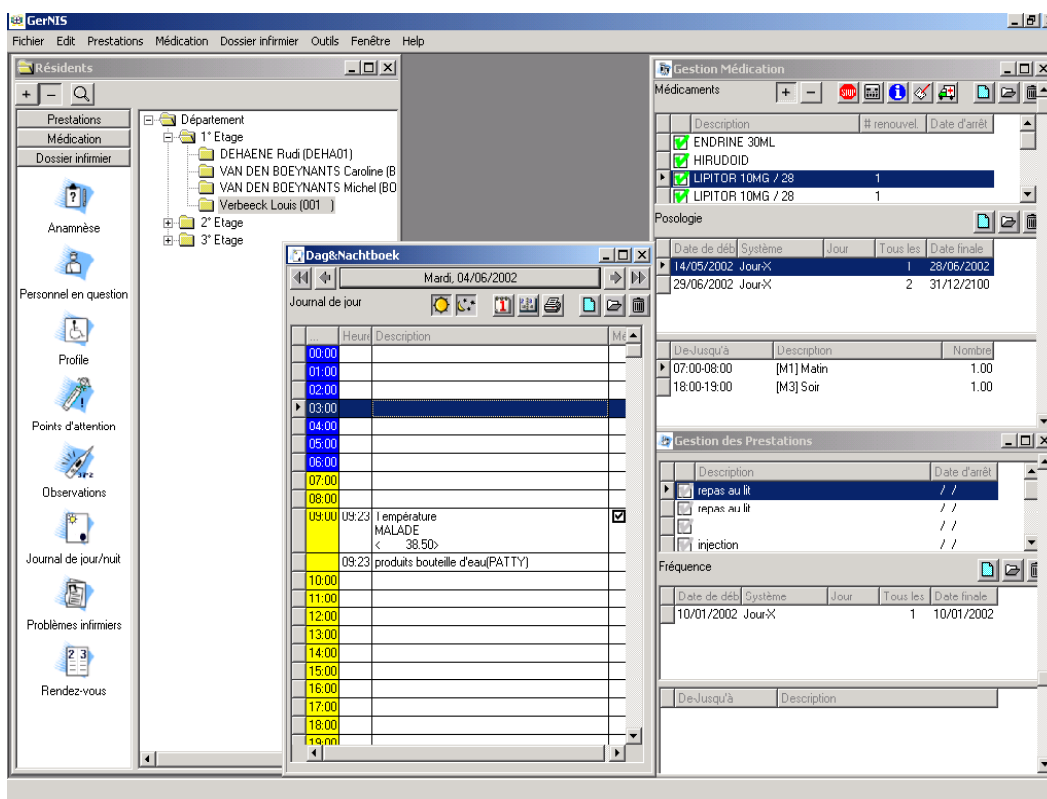 GerNIS
Fichier Edit Prestations Médication Dossier infirmier Outils Fenêtre Help
Résidents
Prestations
Médication
Dossier infirmier
Anamnèse
Personnel en question
Profile
Points d'attention
Observations
Journal de jour/nuit
Problèmes infirmiers
Rendez-vous
Département
1° Etage
DEHAENE Rudi (DEHA01)
VAN DEN BOEYNANTS Caroline (B
VAN DEN BOEYNANTS Michel (BO
Verbeeck Louis (001 )
2° Etage
3° Etage
Dag&Nachtboek
Mardi, 04/06/2002
Journal de jour
... Heure Description Mé
00:00
01:00
02:00
03:00
04:00
05:00
06:00
07:00
08:00
09:00 09:23 Température
MALADE
< 38.50>
09:23 produits bouteille d'eau(PATTY)
10:00
11:00
12:00
13:00
14:00
15:00
16:00
17:00
18:00
19:00
Gestion Médication
Médicaments
STOP
Description # renouvel. Date d'arrêt
ENDRINE 30ML
HIRUDOID
LIPITOR 10MG / 28 1
LIPITOR 10MG / 28 1
Posologie
Date de déb Système Jour Tous les Date finale
14/05/2002 Jour-X 1 28/06/2002
29/06/2002 Jour-X 2 31/12/2100
De-Jusqu'à Description Nombre
07:00-08:00 [M1] Matin 1.00
18:00-19:00 [M3] Soir 1.00
Gestion des Prestations
Description Date d'arrêt
repas au lit / /
repas au lit / /
/ /
injection / /
Fréquence
Date de déb Système Jour Tous les Date finale
10/01/2002 Jour-X 1 10/01/2002
De-Jusqu'à Description